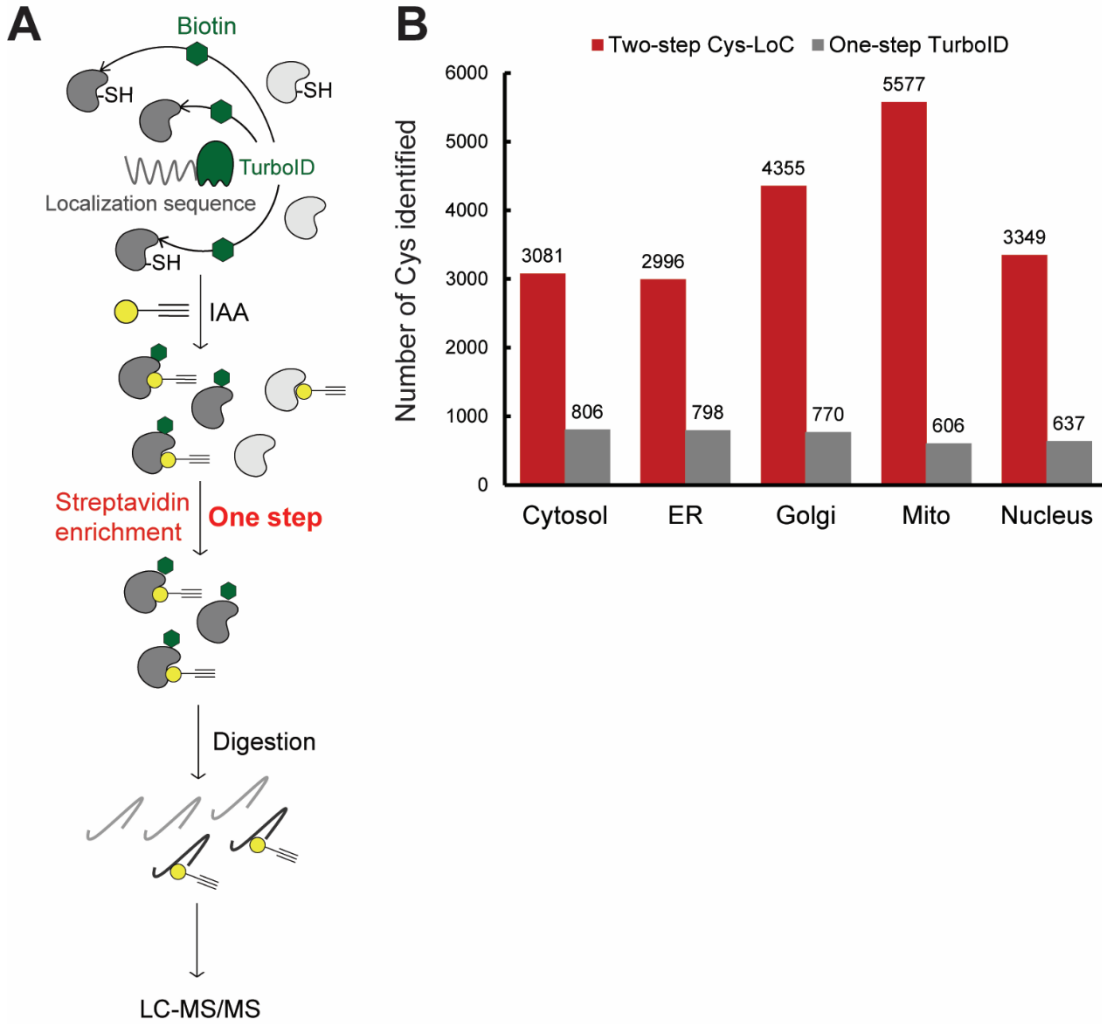 A
Biotin
-SH
-SH
TurboID
Localization sequence
-SH
IAA
Streptavidin
enrichment
One step
Digestion
LC-MS/MS
B
Two-step Cys-LoC
One-step TurboID
Number of Cys identified
6000
5000
4000
3000
2000
1000
0
3081
806
2996
798
4355
770
5577
606
3349
637
Cytosol
ER
Golgi
Mito
Nucleus